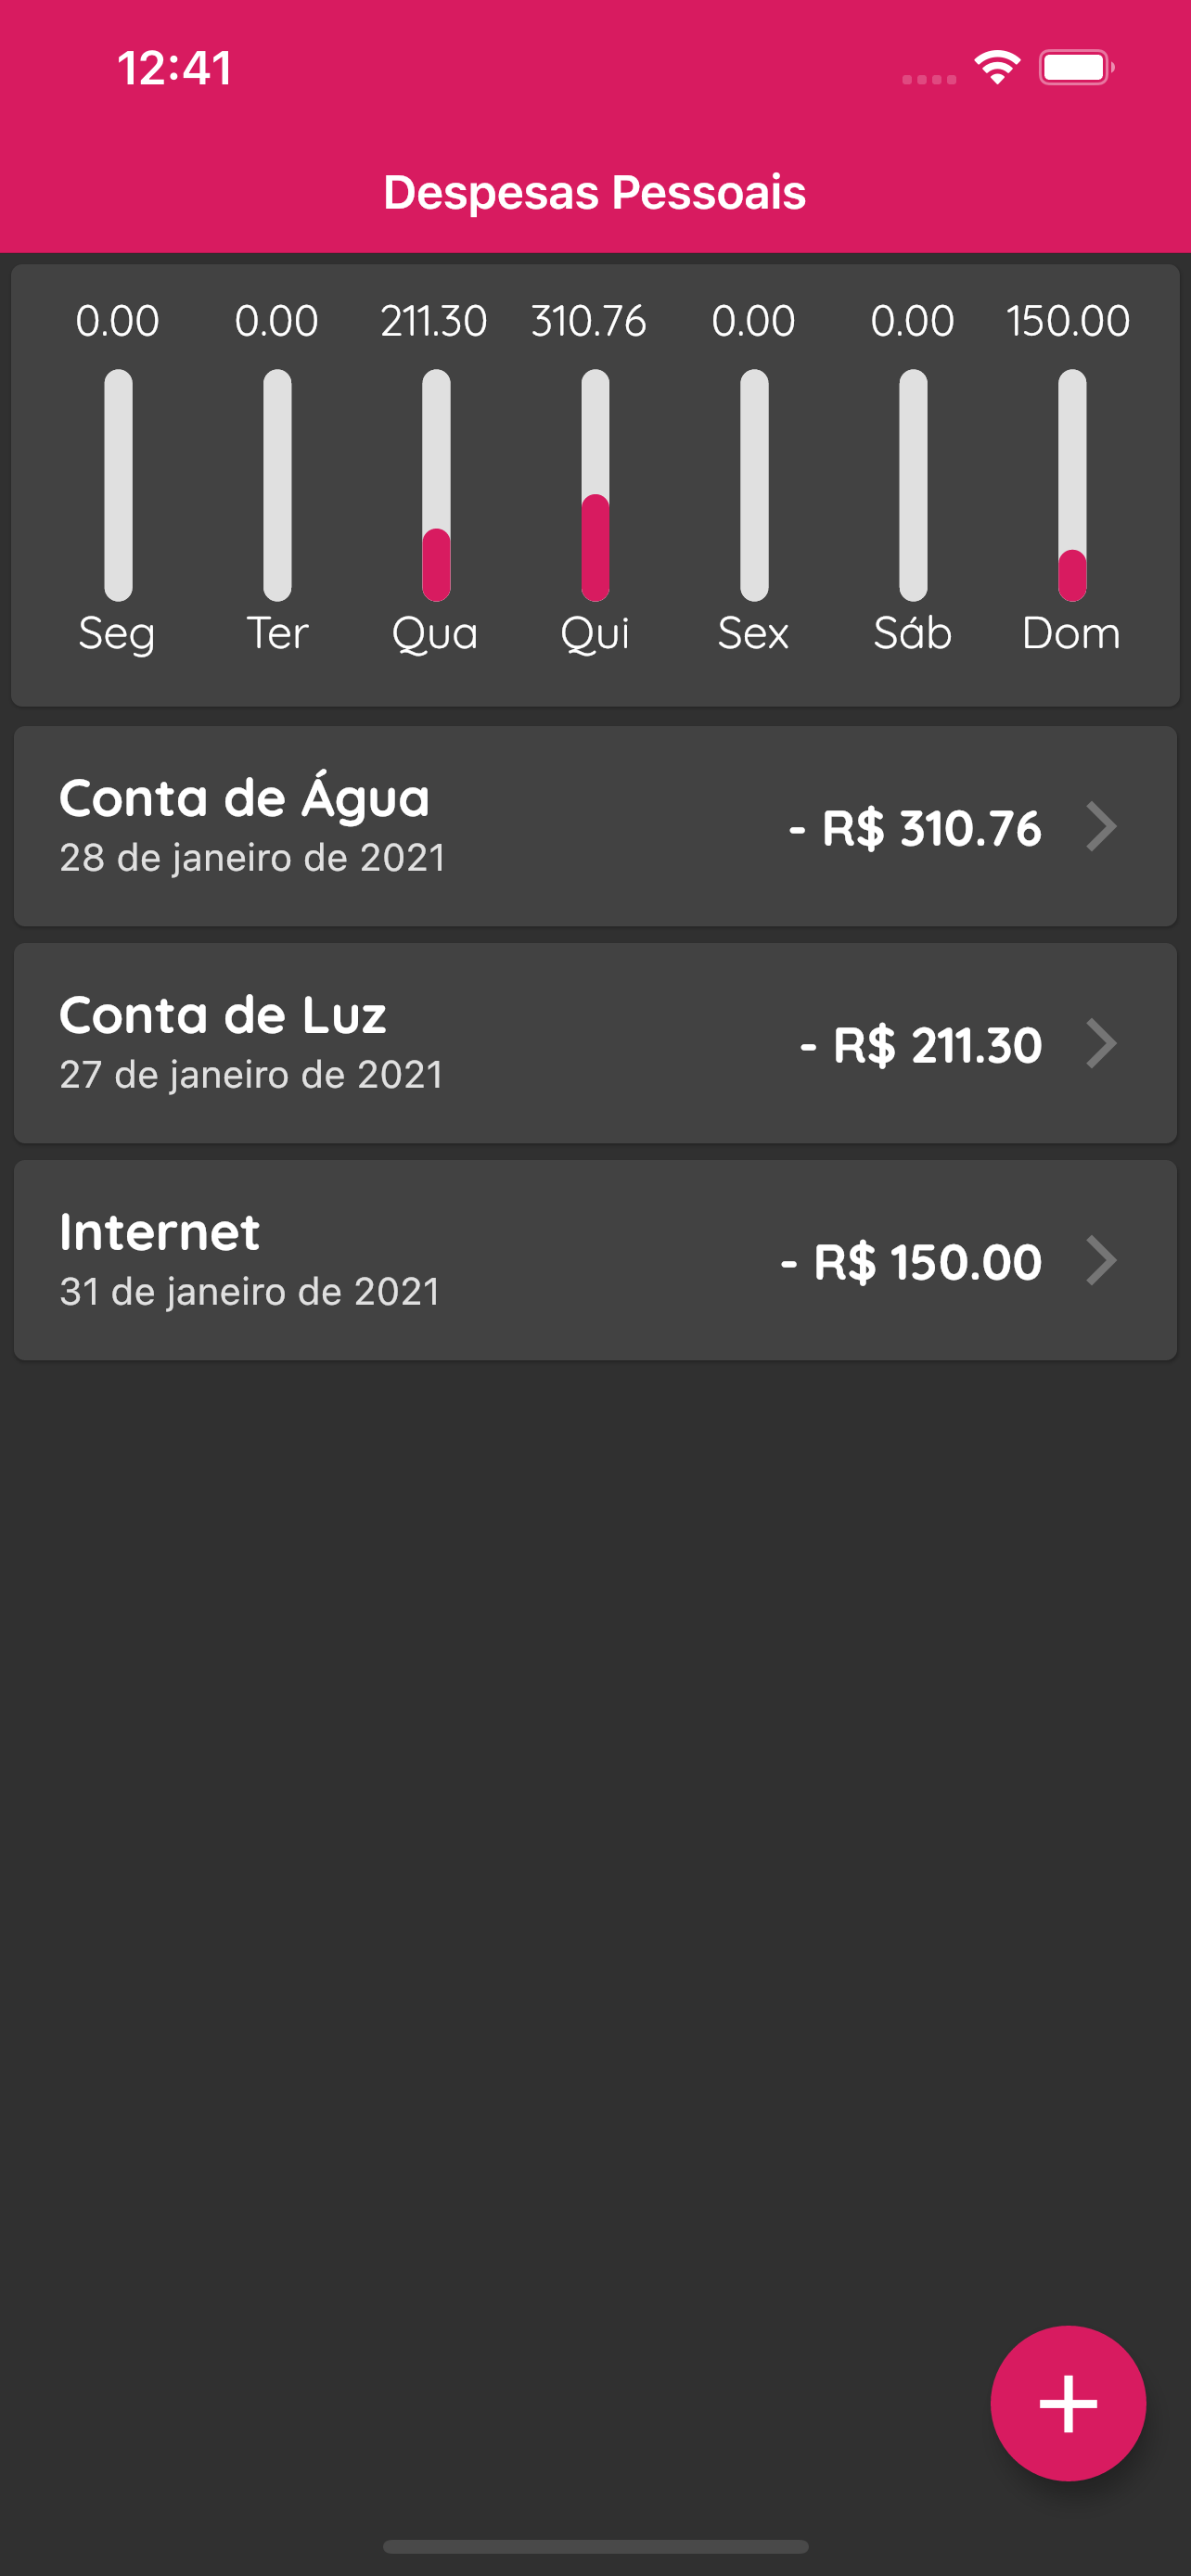 12:41
Despesas Pessoais
0.00 0.00 211.30 310.76 0.00 0.00 150.00
Seg Ter Qua Qui Sex Sáb Dom
Conta de Água
28 de janeiro de 2021
- R$ 310.76
Conta de Luz
27 de janeiro de 2021
- R$ 211.30
Internet
31 de janeiro de 2021
- R$ 150.00